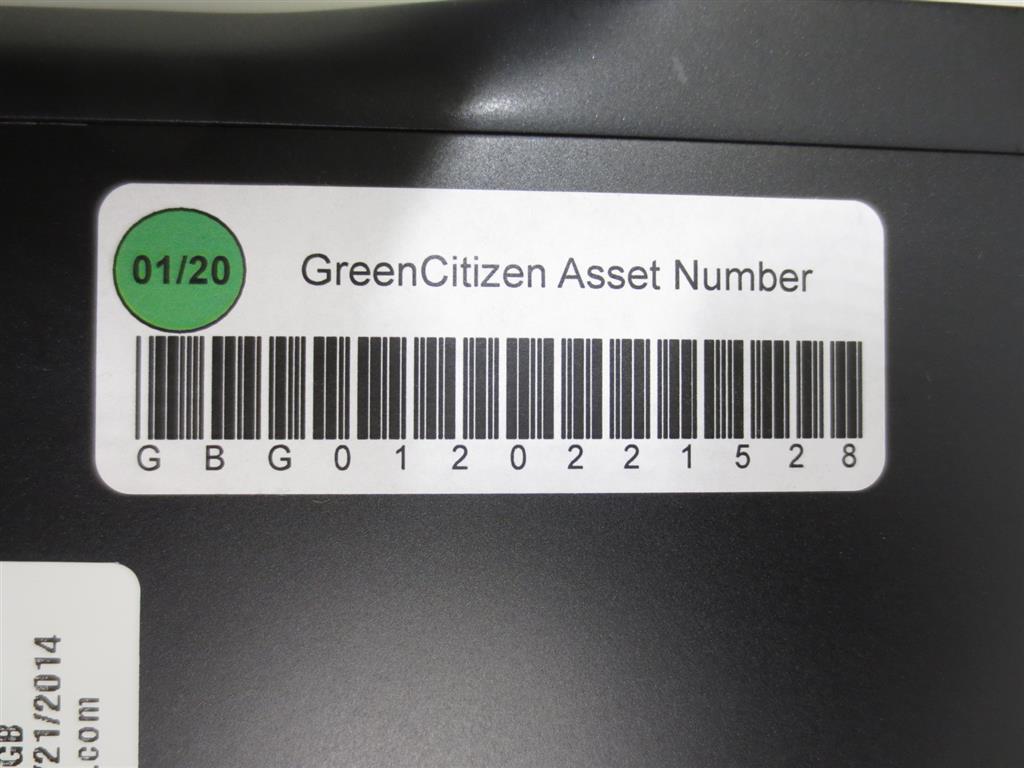 01/20
GreenCitizen Asset Number
G B G 0 1 2 0 2 2 1 5 2 8
GB
/21/2014
.com